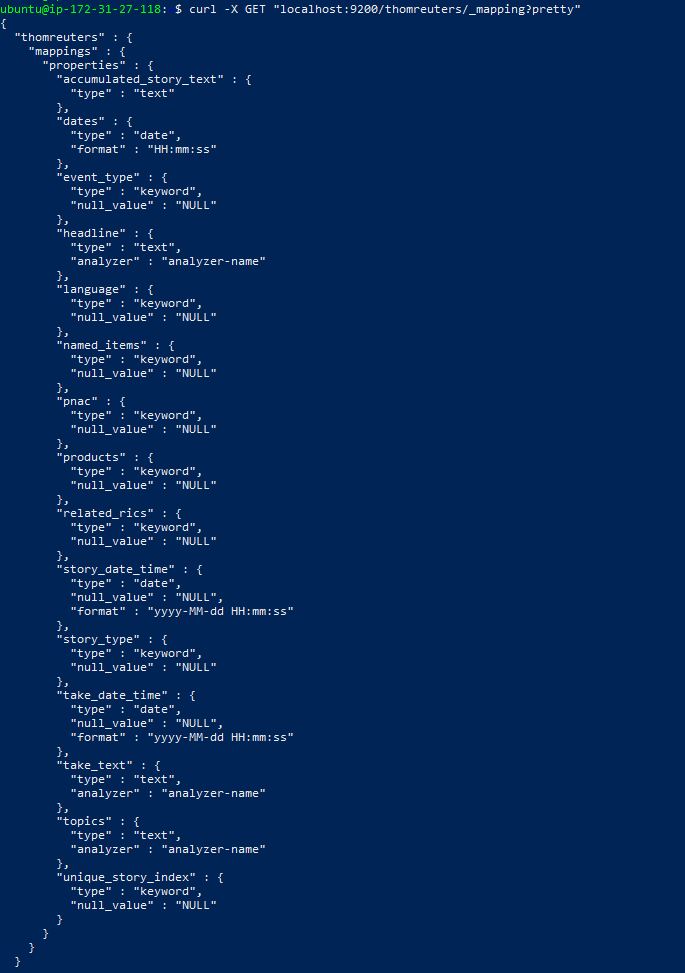 ubuntu@ip-172-31-27-118: $ curl -X GET "localhost:9200/thomreuters/_mapping?pretty"
{
  "thomreuters" : {
    "mappings" : {
      "properties" : {
        "accumulated_story_text" : {
          "type" : "text"
        },
        "dates" : {
          "type" : "date",
          "format" : "HH:mm:ss"
        },
        "event_type" : {
          "type" : "keyword",
          "null_value" : "NULL"
        },
        "headline" : {
          "type" : "text",
          "analyzer" : "analyzer-name"
        },
        "language" : {
          "type" : "keyword",
          "null_value" : "NULL"
        },
        "named_items" : {
          "type" : "keyword",
          "null_value" : "NULL"
        },
        "pnac" : {
          "type" : "keyword",
          "null_value" : "NULL"
        },
        "products" : {
          "type" : "keyword",
          "null_value" : "NULL"
        },
        "related_rics" : {
          "type" : "keyword",
          "null_value" : "NULL"
        },
        "story_date_time" : {
          "type" : "date",
          "null_value" : "NULL",
          "format" : "yyyy-MM-dd HH:mm:ss"
        },
        "story_type" : {
          "type" : "keyword",
          "null_value" : "NULL"
        },
        "take_date_time" : {
          "type" : "date",
          "null_value" : "NULL",
          "format" : "yyyy-MM-dd HH:mm:ss"
        },
        "take_text" : {
          "type" : "text",
          "analyzer" : "analyzer-name"
        },
        "topics" : {
          "type" : "text",
          "analyzer" : "analyzer-name"
        },
        "unique_story_index" : {
          "type" : "keyword",
          "null_value" : "NULL"
        }
      }
    }
  }